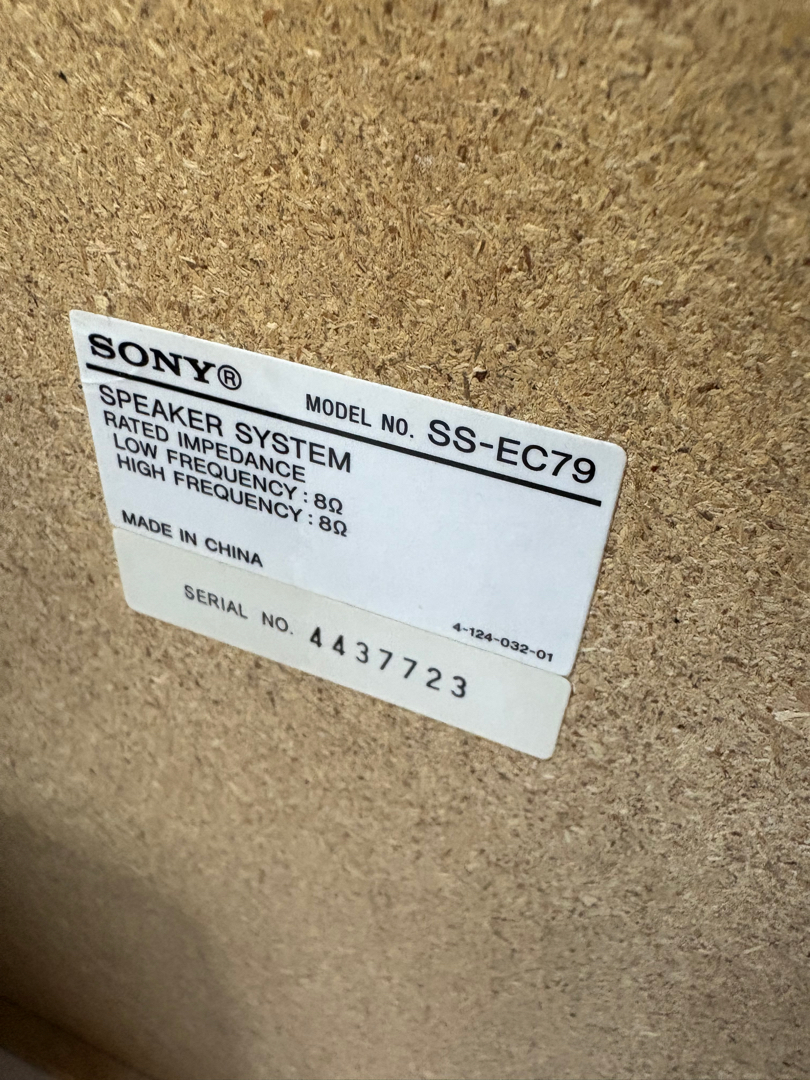 SONY®
MODEL NO. SS-EC79
SPEAKER SYSTEM
RATED IMPEDANCE
LOW FREQUENCY : 8Ω
HIGH FREQUENCY : 8Ω
MADE IN CHINA
4-124-032-01
SERIAL NO. 4437723